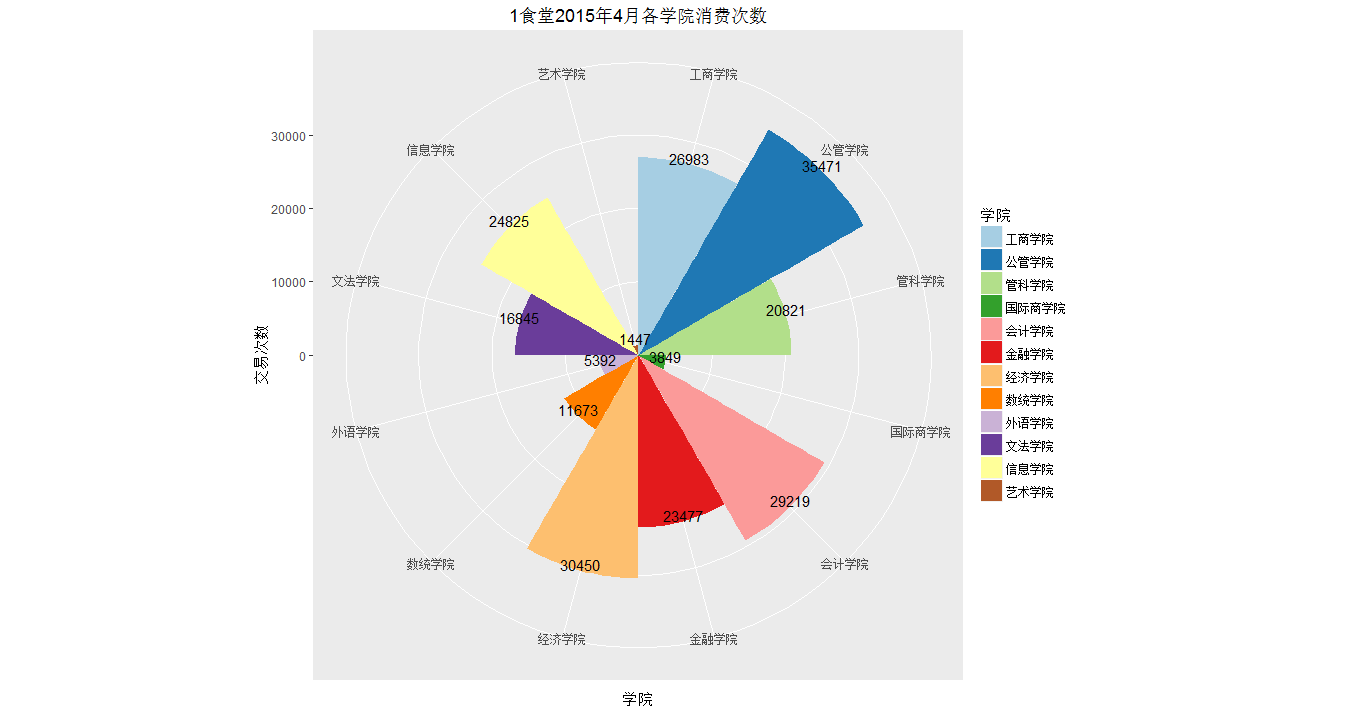 1食堂2015年4月各学院消费次数
艺术学院
工商学院
30000
信息学院
公管学院
26983
35471
20000
24825
10000
文法学院
管科学院
20821
16845
1447
0
5392
3849
交易次数
11673
外语学院
国际商学院
29219
23477
30450
数统学院
会计学院
经济学院
金融学院
学院
学院
工商学院
公管学院
管科学院
国际商学院
会计学院
金融学院
经济学院
数统学院
外语学院
文法学院
信息学院
艺术学院